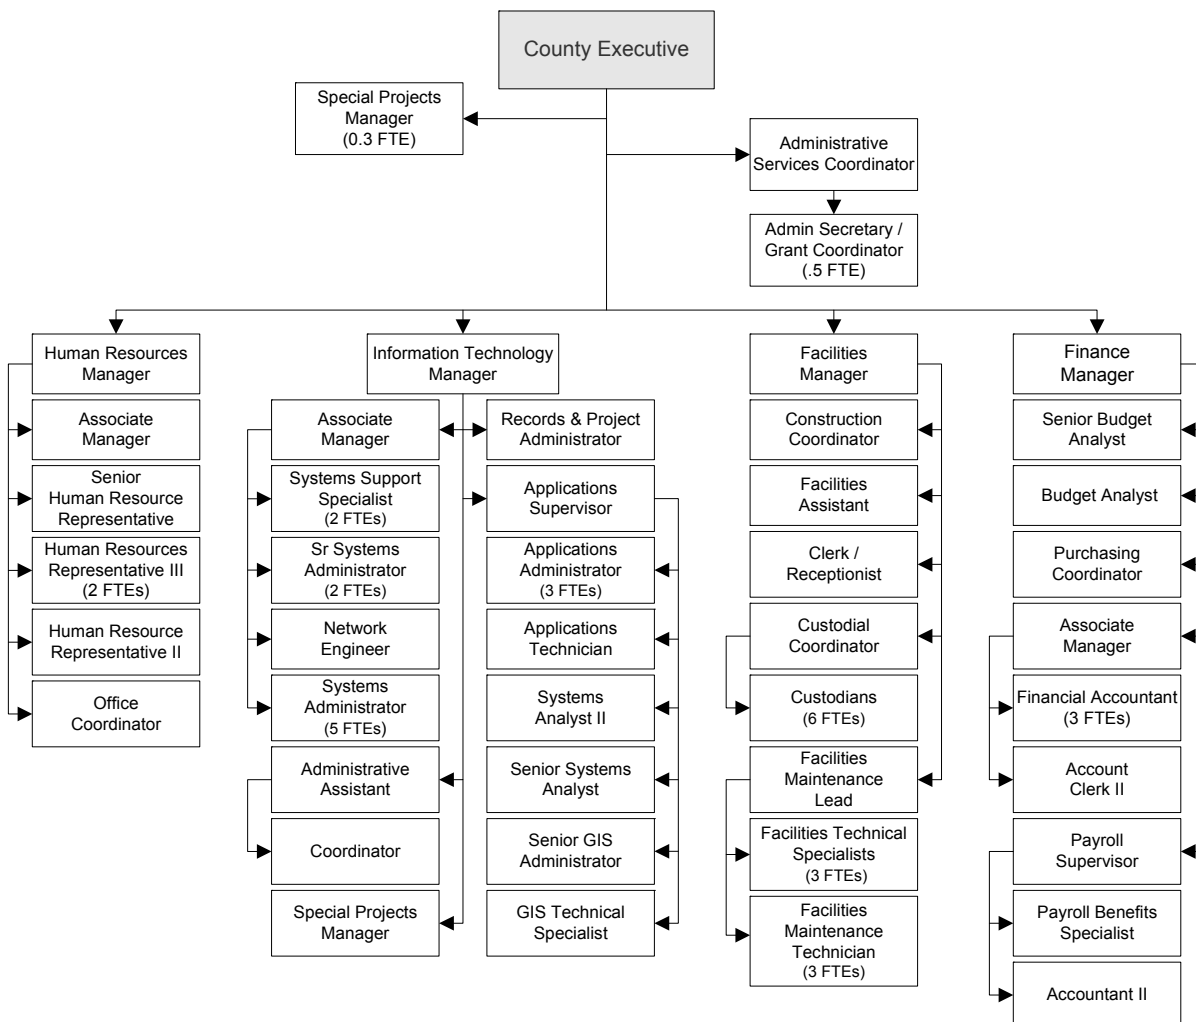 County Executive
Special Projects
Manager
(0.3 FTE)
Administrative
Services Coordinator
Admin Secretary /
Grant Coordinator
(.5 FTE)
Human Resources
Manager
Associate
Manager
Senior
Human Resource
Representative
Human Resources
Representative III
(2 FTEs)
Human Resource
Representative II
Office
Coordinator
Information Technology
Manager
Associate
Manager
Systems Support
Specialist
(2 FTEs)
Sr Systems
Administrator
(2 FTEs)
Network
Engineer
Systems
Administrator
(5 FTEs)
Administrative
Assistant
Coordinator
Special Projects
Manager
Records & Project
Administrator
Applications
Supervisor
Applications
Administrator
(3 FTEs)
Applications
Technician
Systems
Analyst II
Senior Systems
Analyst
Senior GIS
Administrator
GIS Technical
Specialist
Facilities
Manager
Construction
Coordinator
Facilities
Assistant
Clerk /
Receptionist
Custodial
Coordinator
Custodians
(6 FTEs)
Facilities
Maintenance
Lead
Facilities Technical
Specialists
(3 FTEs)
Facilities
Maintenance
Technician
(3 FTEs)
Finance
Manager
Senior Budget
Analyst
Budget Analyst
Purchasing
Coordinator
Associate
Manager
Financial Accountant
(3 FTEs)
Account
Clerk II
Payroll
Supervisor
Payroll Benefits
Specialist
Accountant II